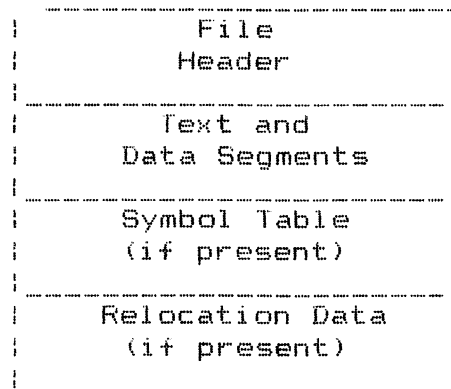 File
Header
Text and
Data Segments
Symbol Table
(if present)
Relocation Data
(if present)